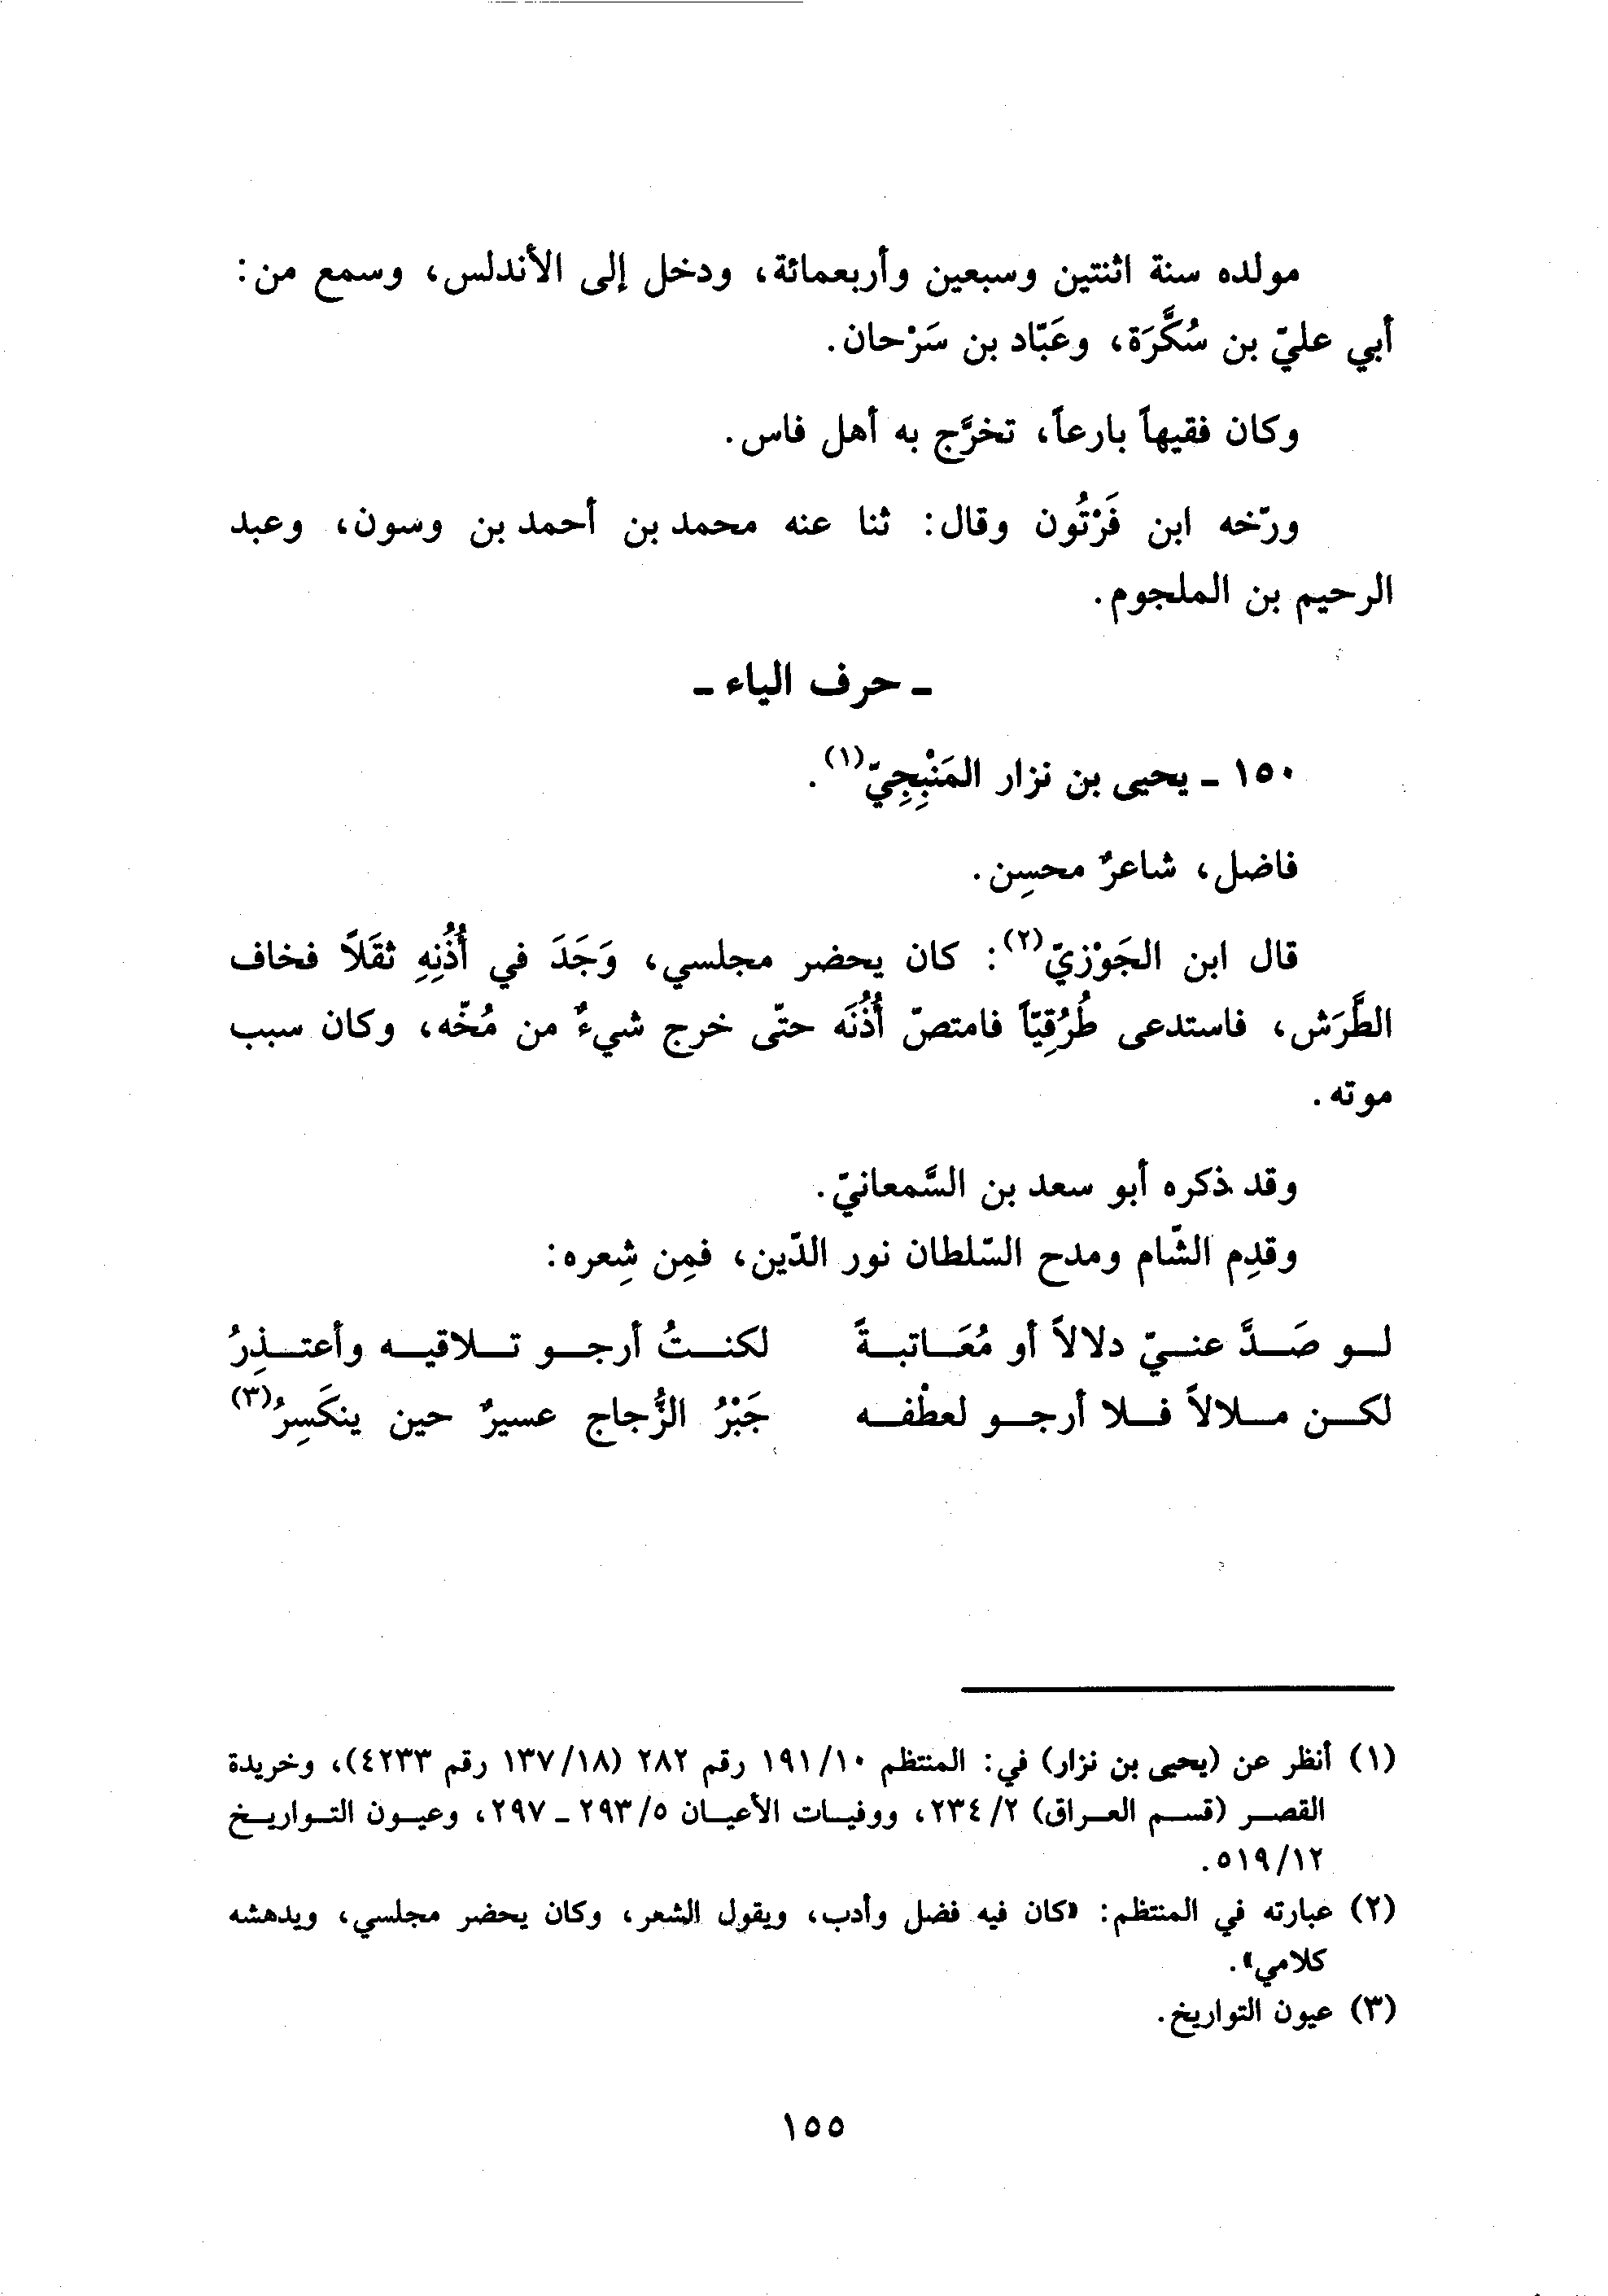 مولده سنة اثنتين وسبعين وأربعمائة، ودخل إلى الأندلس، وسمع من:
أبي عليّ بن سُكَّرَة، وعَبّاد بن سَرْحان.
وكان فقيهاً بارعاً، تخرَّج به أهل فاس.
ورّخه ابن فَرْتُون وقال: ثنا عنه محمد بن أحمد بن وسون، وعبد
الرحيم بن الملجوم.
ـ حرف الياء ـ
١٥٠ ـ يحيى بن نزار المَنْبِجِيّ(١).
فاضل، شاعرٌ محسِن.
قال ابن الجَوْزيّ(٢): كان يحضر مجلسي، وَجَدَ في أُذُنِهِ ثقَلاً فخاف
الطَّرَش، فاستدعى طُرُقِيّاً فامتصّ أُذُنَه حتّى خرج شيءٌ من مُخّه، وكان سبب
موته.
وقد ذكره أبو سعد بن السَّمعانيّ.
وقدِم الشّام ومدح السّلطان نور الدّين، فمِن شِعره:
لـو صَـدَّ عنـيّ دلالاً أو مُعَـاتبـةً لكنـتُ أرجـو تـلاقيـه وأعتـذِرُ
لكـن مـلالاً فـلا أرجـو لعطْفـه جَبْرُ الزُّجاج عسيرٌ حين ينكَسِرُ(٣)
(١) أنظر عن (يحيى بن نزار) في: المنتظم ١٩١/١٠ رقم ٢٨٢ (١٣٧/١٨ رقم ٤٢٣٣)، وخريدة
القصـر (قسـم العـراق) ٢٣٤/٢، ووفيـات الأعيـان ٢٩٣/٥ ـ ٢٩٧، وعيـون التـواريـخ
٥١٩/١٢.
(٢) عبارته في المنتظم: «كان فيه فضل وأدب، ويقول الشعر، وكان يحضر مجلسي، ويدهشه
كلامي».
(٣) عيون التواريخ.
١٥٥